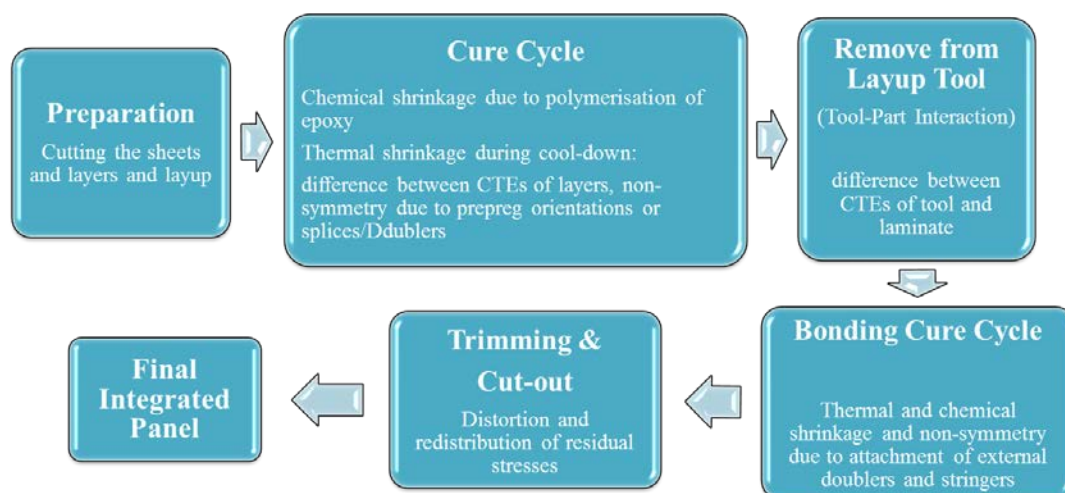 Preparation
Cutting the sheets
and layers and layup
Cure Cycle
Chemical shrinkage due to polymerisation of
epoxy
Thermal shrinkage during cool-down:
difference between CTEs of layers, non-
symmetry due to prepreg orientations or
splices/Ddublers
Remove from
Layup Tool
(Tool-Part Interaction)
difference between
CTEs of tool and
laminate
Bonding Cure Cycle
Thermal and chemical
shrinkage and non-symmetry
due to attachment of external
doublers and stringers
Trimming &
Cut-out
Distortion and
redistribution of residual
stresses
Final
Integrated
Panel